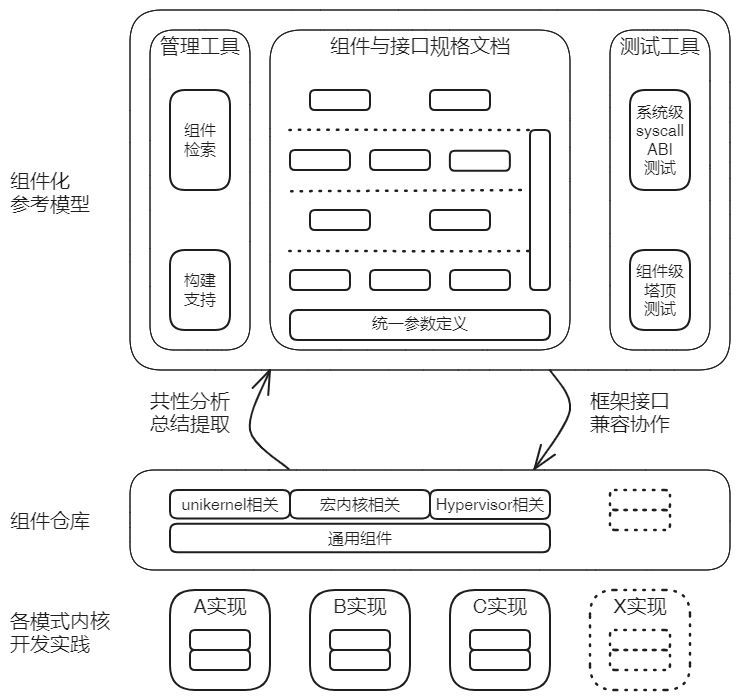 管理工具
组件与接口规格文档
测试工具
组件
检索
系统级
syscall
ABI
测试
组件化
参考模型
构建
支持
组件级
塔顶
测试
统一参数定义
共性分析
总结提取
框架接口
兼容协作
组件仓库
unikernel相关
宏内核相关
Hypervisor相关
通用组件
各模式内核
开发实践
A实现
B实现
C实现
X实现